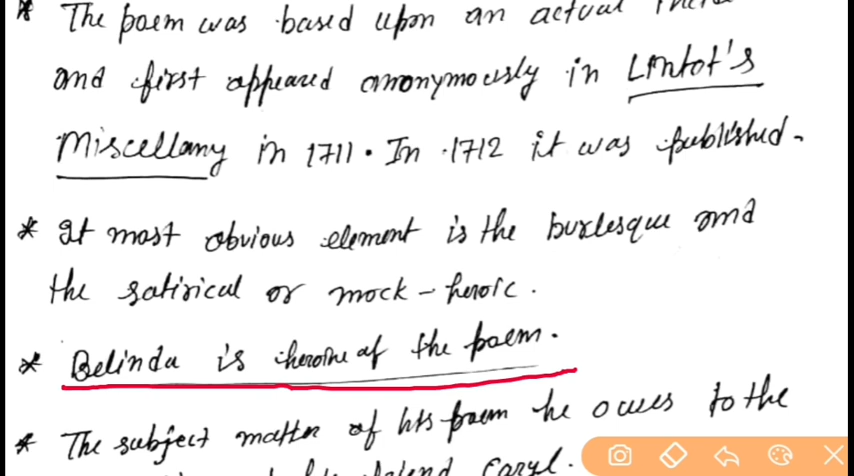 * The poem was based upon an actual
and first appeared anonymously in Lintot's
Miscellany in 1711. In 1712 it was published.
* It most obvious element is the burlesque and
the satirical or mock-heroic.
* Belinda is heroine of the poem.
* The subject matter of his poem he owes to the
friend Caryl.